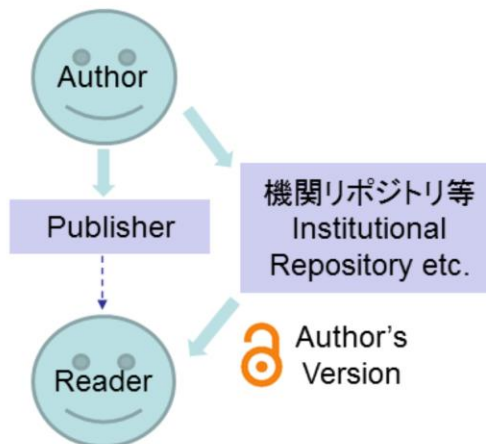 Author
Publisher
機関リポジトリ等
Institutional
Repository etc.
Reader
Author's
Version